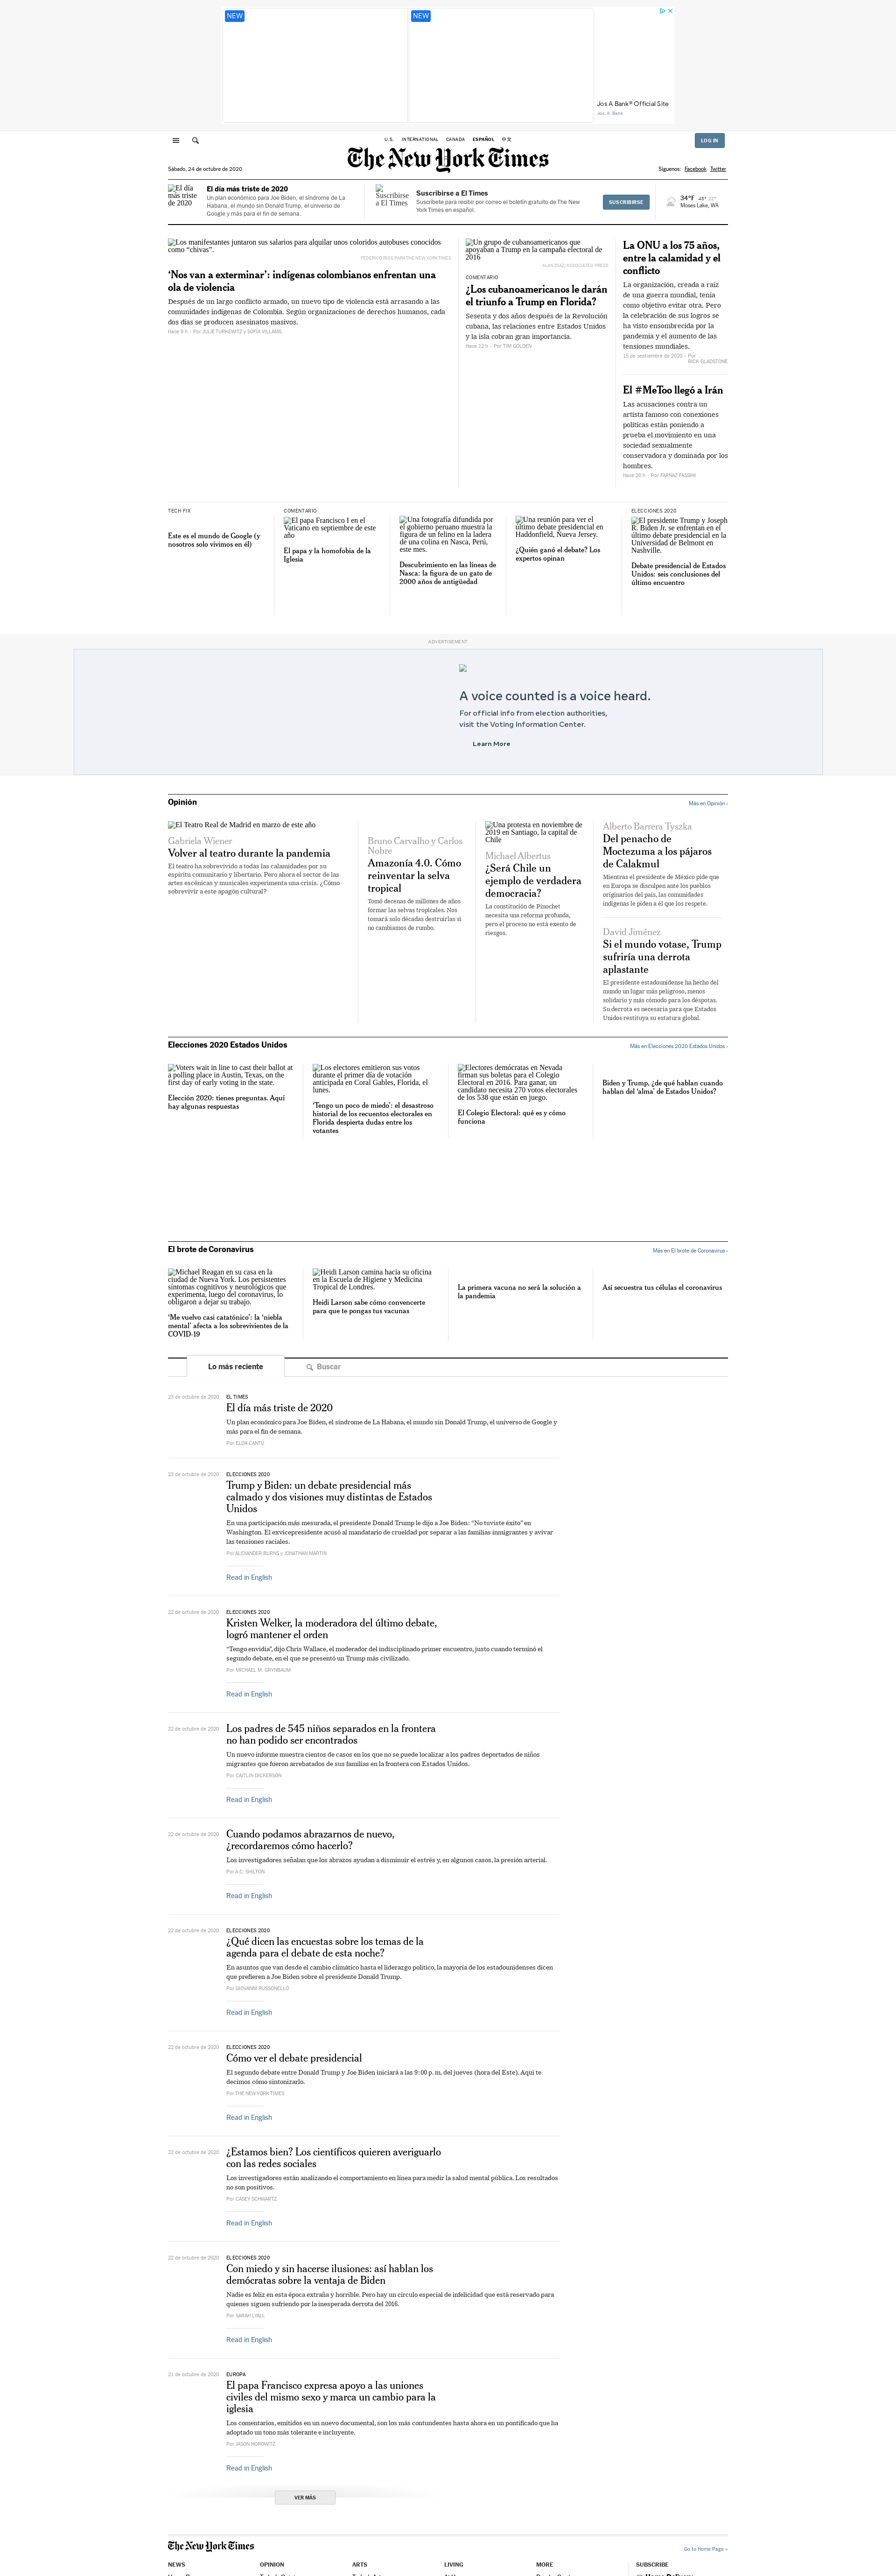 NEW
NEW
Jos A Bank® Official Site
Jos. A. Bank
U.S.
INTERNATIONAL
CANADA
ESPAÑOL
中文
LOG IN
The New York Times
Sábado, 24 de octubre de 2020
Síguenos:
Facebook
Twitter
El día
más triste
de 2020
El día más triste de 2020
Un plan económico para Joe Biden, el síndrome de La
Habana, el mundo sin Donald Trump, el universo de
Google y más para el fin de semana.
Suscribirse
a El Times
Suscribirse a El Times
Suscríbete para recibir por correo el boletín gratuito de The New
York Times en español.
SUSCRIBIRSE
34°F 45° 22°
Moses Lake, WA
Los manifestantes juntaron sus salarios para alquilar unos coloridos autobuses conocidos
como “chivas”.
FEDERICO RIOS PARA THE NEW YORK TIMES
‘Nos van a exterminar’: indígenas colombianos enfrentan una
ola de violencia
Después de un largo conflicto armado, un nuevo tipo de violencia está arrasando a las
comunidades indígenas de Colombia. Según organizaciones de derechos humanos, cada
dos días se producen asesinatos masivos.
Hace 9 h – Por JULIE TURKEWITZ y SOFÍA VILLAMIL
Un grupo de cubanoamericanos que
apoyaban a Trump en la campaña electoral de
2016
ALAN DIAZ/ASSOCIATED PRESS
COMENTARIO
¿Los cubanoamericanos le darán
el triunfo a Trump en Florida?
Sesenta y dos años después de la Revolución
cubana, las relaciones entre Estados Unidos
y la isla cobran gran importancia.
Hace 12 h – Por TIM GOLDEN
La ONU a los 75 años,
entre la calamidad y el
conflicto
La organización, creada a raíz
de una guerra mundial, tenía
como objetivo evitar otra. Pero
la celebración de sus logros se
ha visto ensombrecida por la
pandemia y el aumento de las
tensiones mundiales.
15 de septiembre de 2020 – Por
RICK GLADSTONE
El #MeToo llegó a Irán
Las acusaciones contra un
artista famoso con conexiones
políticas están poniendo a
prueba el movimiento en una
sociedad sexualmente
conservadora y dominada por los
hombres.
Hace 20 h – Por FARNAZ FASSIHI
TECH FIX
Este es el mundo de Google (y
nosotros solo vivimos en él)
COMENTARIO
El papa Francisco I en el
Vaticano en septiembre de este
año
El papa y la homofobia de la
Iglesia
Una fotografía difundida por
el gobierno peruano muestra la
figura de un felino en la ladera
de una colina en Nasca, Perú,
este mes.
Descubrimiento en las líneas de
Nasca: la figura de un gato de
2000 años de antigüedad
Una reunión para ver el
último debate presidencial en
Haddonfield, Nueva Jersey.
¿Quién ganó el debate? Los
expertos opinan
ELECCIONES 2020
El presidente Trump y Joseph
R. Biden Jr. se enfrentan en el
último debate presidencial en la
Universidad de Belmont en
Nashville.
Debate presidencial de Estados
Unidos: seis conclusiones del
último encuentro
ADVERTISEMENT
A voice counted is a voice heard.
For official info from election authorities,
visit the Voting Information Center.
Learn More
Opinión
Más en Opinión ›
El Teatro Real de Madrid en marzo de este año
Gabriela Wiener
Volver al teatro durante la pandemia
El teatro ha sobrevivido a todas las calamidades por su
espíritu comunitario y libertario. Pero ahora el sector de las
artes escénicas y musicales experimenta una crisis. ¿Cómo
sobrevivir a este apagón cultural?
Bruno Carvalho y Carlos
Nobre
Amazonía 4.0. Cómo
reinventar la selva
tropical
Tomó decenas de millones de años
formar las selvas tropicales. Nos
tomará solo décadas destruirlas si
no cambiamos de rumbo.
Una protesta en noviembre de
2019 en Santiago, la capital de
Chile
Michael Albertus
¿Será Chile un
ejemplo de verdadera
democracia?
La constitución de Pinochet
necesita una reforma profunda,
pero el proceso no está exento de
riesgos.
Alberto Barrera Tyszka
Del penacho de
Moctezuma a los pájaros
de Calakmul
Mientras el presidente de México pide que
en Europa se disculpen ante los pueblos
originarios del país, las comunidades
indígenas le piden a él que los respete.
David Jiménez
Si el mundo votase, Trump
sufriría una derrota
aplastante
El presidente estadounidense ha hecho del
mundo un lugar más peligroso, menos
solidario y más cómodo para los déspotas.
Su derrota es necesaria para que Estados
Unidos restituya su estatura global.
Elecciones 2020 Estados Unidos
Más en Elecciones 2020 Estados Unidos ›
Voters wait in line to cast their ballot at
a polling place in Austin, Texas, on the
first day of early voting in the state.
Elección 2020: tienes preguntas. Aquí
hay algunas respuestas
Los electores emitieron sus votos
durante el primer día de votación
anticipada en Coral Gables, Florida, el
lunes.
‘Tengo un poco de miedo’: el desastroso
historial de los recuentos electorales en
Florida despierta dudas entre los
votantes
Electores demócratas en Nevada
firman sus boletas para el Colegio
Electoral en 2016. Para ganar, un
candidato necesita 270 votos electorales
de los 538 que están en juego.
El Colegio Electoral: qué es y cómo
funciona
Biden y Trump, ¿de qué hablan cuando
hablan del ‘alma’ de Estados Unidos?
El brote de Coronavirus
Más en El brote de Coronavirus ›
Michael Reagan en su casa en la
ciudad de Nueva York. Los persistentes
síntomas cognitivos y neurológicos que
experimenta, luego del coronavirus, lo
obligaron a dejar su trabajo.
‘Me vuelvo casi catatónico’: la ‘niebla
mental’ afecta a los sobrevivientes de la
COVID-19
Heidi Larson camina hacia su oficina
en la Escuela de Higiene y Medicina
Tropical de Londres.
Heidi Larson sabe cómo convencerte
para que te pongas tus vacunas
La primera vacuna no será la solución a
la pandemia
Así secuestra tus células el coronavirus
Lo más reciente
Buscar
23 de octubre de 2020
EL TIMES
El día más triste de 2020
Un plan económico para Joe Biden, el síndrome de La Habana, el mundo sin Donald Trump, el universo de Google y
más para el fin de semana.
Por ELDA CANTÚ
23 de octubre de 2020
ELECCIONES 2020
Trump y Biden: un debate presidencial más
calmado y dos visiones muy distintas de Estados
Unidos
En una participación más mesurada, el presidente Donald Trump le dijo a Joe Biden: “No tuviste éxito” en
Washington. El exvicepresidente acusó al mandatario de crueldad por separar a las familias inmigrantes y avivar
las tensiones raciales.
Por ALEXANDER BURNS y JONATHAN MARTIN
Read in English
22 de octubre de 2020
ELECCIONES 2020
Kristen Welker, la moderadora del último debate,
logró mantener el orden
“Tengo envidia”, dijo Chris Wallace, el moderador del indisciplinado primer encuentro, justo cuando terminó el
segundo debate, en el que se presentó un Trump más civilizado.
Por MICHAEL M. GRYNBAUM
Read in English
22 de octubre de 2020
Los padres de 545 niños separados en la frontera
no han podido ser encontrados
Un nuevo informe muestra cientos de casos en los que no se puede localizar a los padres deportados de niños
migrantes que fueron arrebatados de sus familias en la frontera con Estados Unidos.
Por CAITLIN DICKERSON
Read in English
22 de octubre de 2020
Cuando podamos abrazarnos de nuevo,
¿recordaremos cómo hacerlo?
Los investigadores señalan que los abrazos ayudan a disminuir el estrés y, en algunos casos, la presión arterial.
Por A.C. SHILTON
Read in English
22 de octubre de 2020
ELECCIONES 2020
¿Qué dicen las encuestas sobre los temas de la
agenda para el debate de esta noche?
En asuntos que van desde el cambio climático hasta el liderazgo político, la mayoría de los estadounidenses dicen
que prefieren a Joe Biden sobre el presidente Donald Trump.
Por GIOVANNI RUSSONELLO
Read in English
22 de octubre de 2020
ELECCIONES 2020
Cómo ver el debate presidencial
El segundo debate entre Donald Trump y Joe Biden iniciará a las 9:00 p. m. del jueves (hora del Este). Aquí te
decimos cómo sintonizarlo.
Por THE NEW YORK TIMES
Read in English
22 de octubre de 2020
¿Estamos bien? Los científicos quieren averiguarlo
con las redes sociales
Los investigadores están analizando el comportamiento en línea para medir la salud mental pública. Los resultados
no son positivos.
Por CASEY SCHWARTZ
Read in English
22 de octubre de 2020
ELECCIONES 2020
Con miedo y sin hacerse ilusiones: así hablan los
demócratas sobre la ventaja de Biden
Nadie es feliz en esta época extraña y horrible. Pero hay un círculo especial de infelicidad que está reservado para
quienes siguen sufriendo por la inesperada derrota del 2016.
Por SARAH LYALL
Read in English
21 de octubre de 2020
EUROPA
El papa Francisco expresa apoyo a las uniones
civiles del mismo sexo y marca un cambio para la
iglesia
Los comentarios, emitidos en un nuevo documental, son los más contundentes hasta ahora en un pontificado que ha
adoptado un tono más tolerante e incluyente.
Por JASON HOROWITZ
Read in English
VER MÁS
The New York Times
Go to Home Page »
NEWS
OPINION
ARTS
LIVING
MORE
SUBSCRIBE